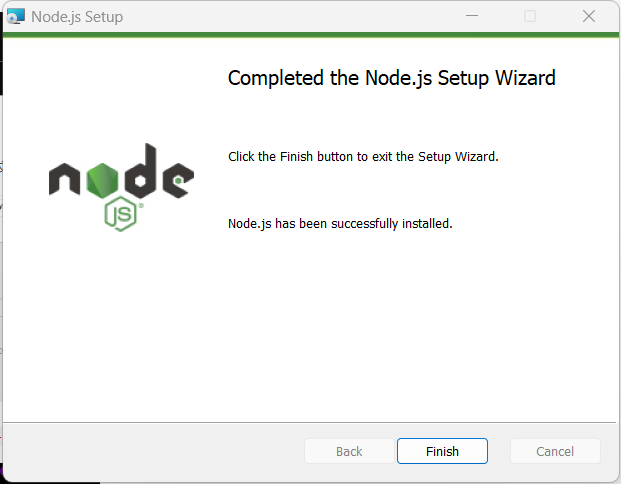 Node.js Setup
Completed the Node.js Setup Wizard
Click the Finish button to exit the Setup Wizard.
node
JS
Node.js has been successfully installed.
Back
Finish
Cancel